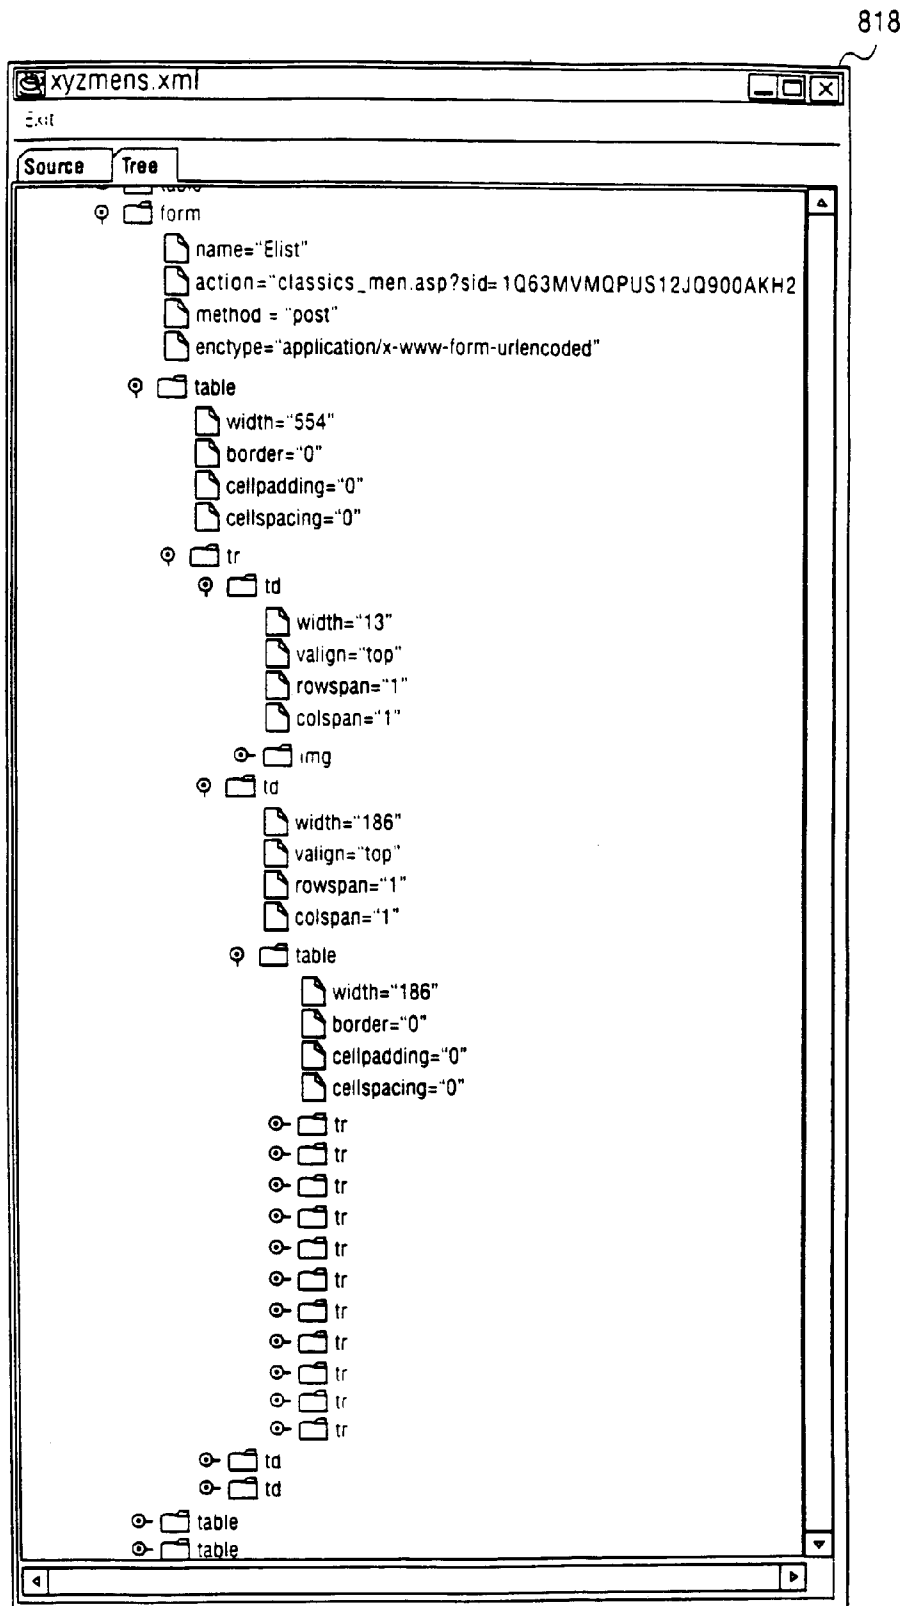 818
xyzmens.xml
Exit
Source Tree
table
form
name="Elist"
action="classics_men.asp?sid=1Q63MVMQPUS12JQ900AKH2
method = "post"
enctype="application/x-www-form-urlencoded"
table
width="554"
border="0"
cellpadding="0"
cellspacing="0"
tr
td
width="13"
valign="top"
rowspan="1"
colspan="1"
img
td
width="186"
valign="top"
rowspan="1"
colspan="1"
table
width="186"
border="0"
cellpadding="0"
cellspacing="0"
tr
tr
tr
tr
tr
tr
tr
tr
tr
tr
tr
td
td
table
table